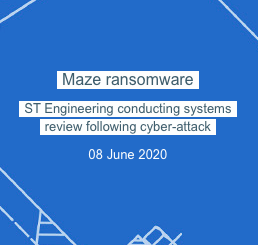 Maze ransomware
ST Engineering conducting systems
review following cyber-attack
08 June 2020